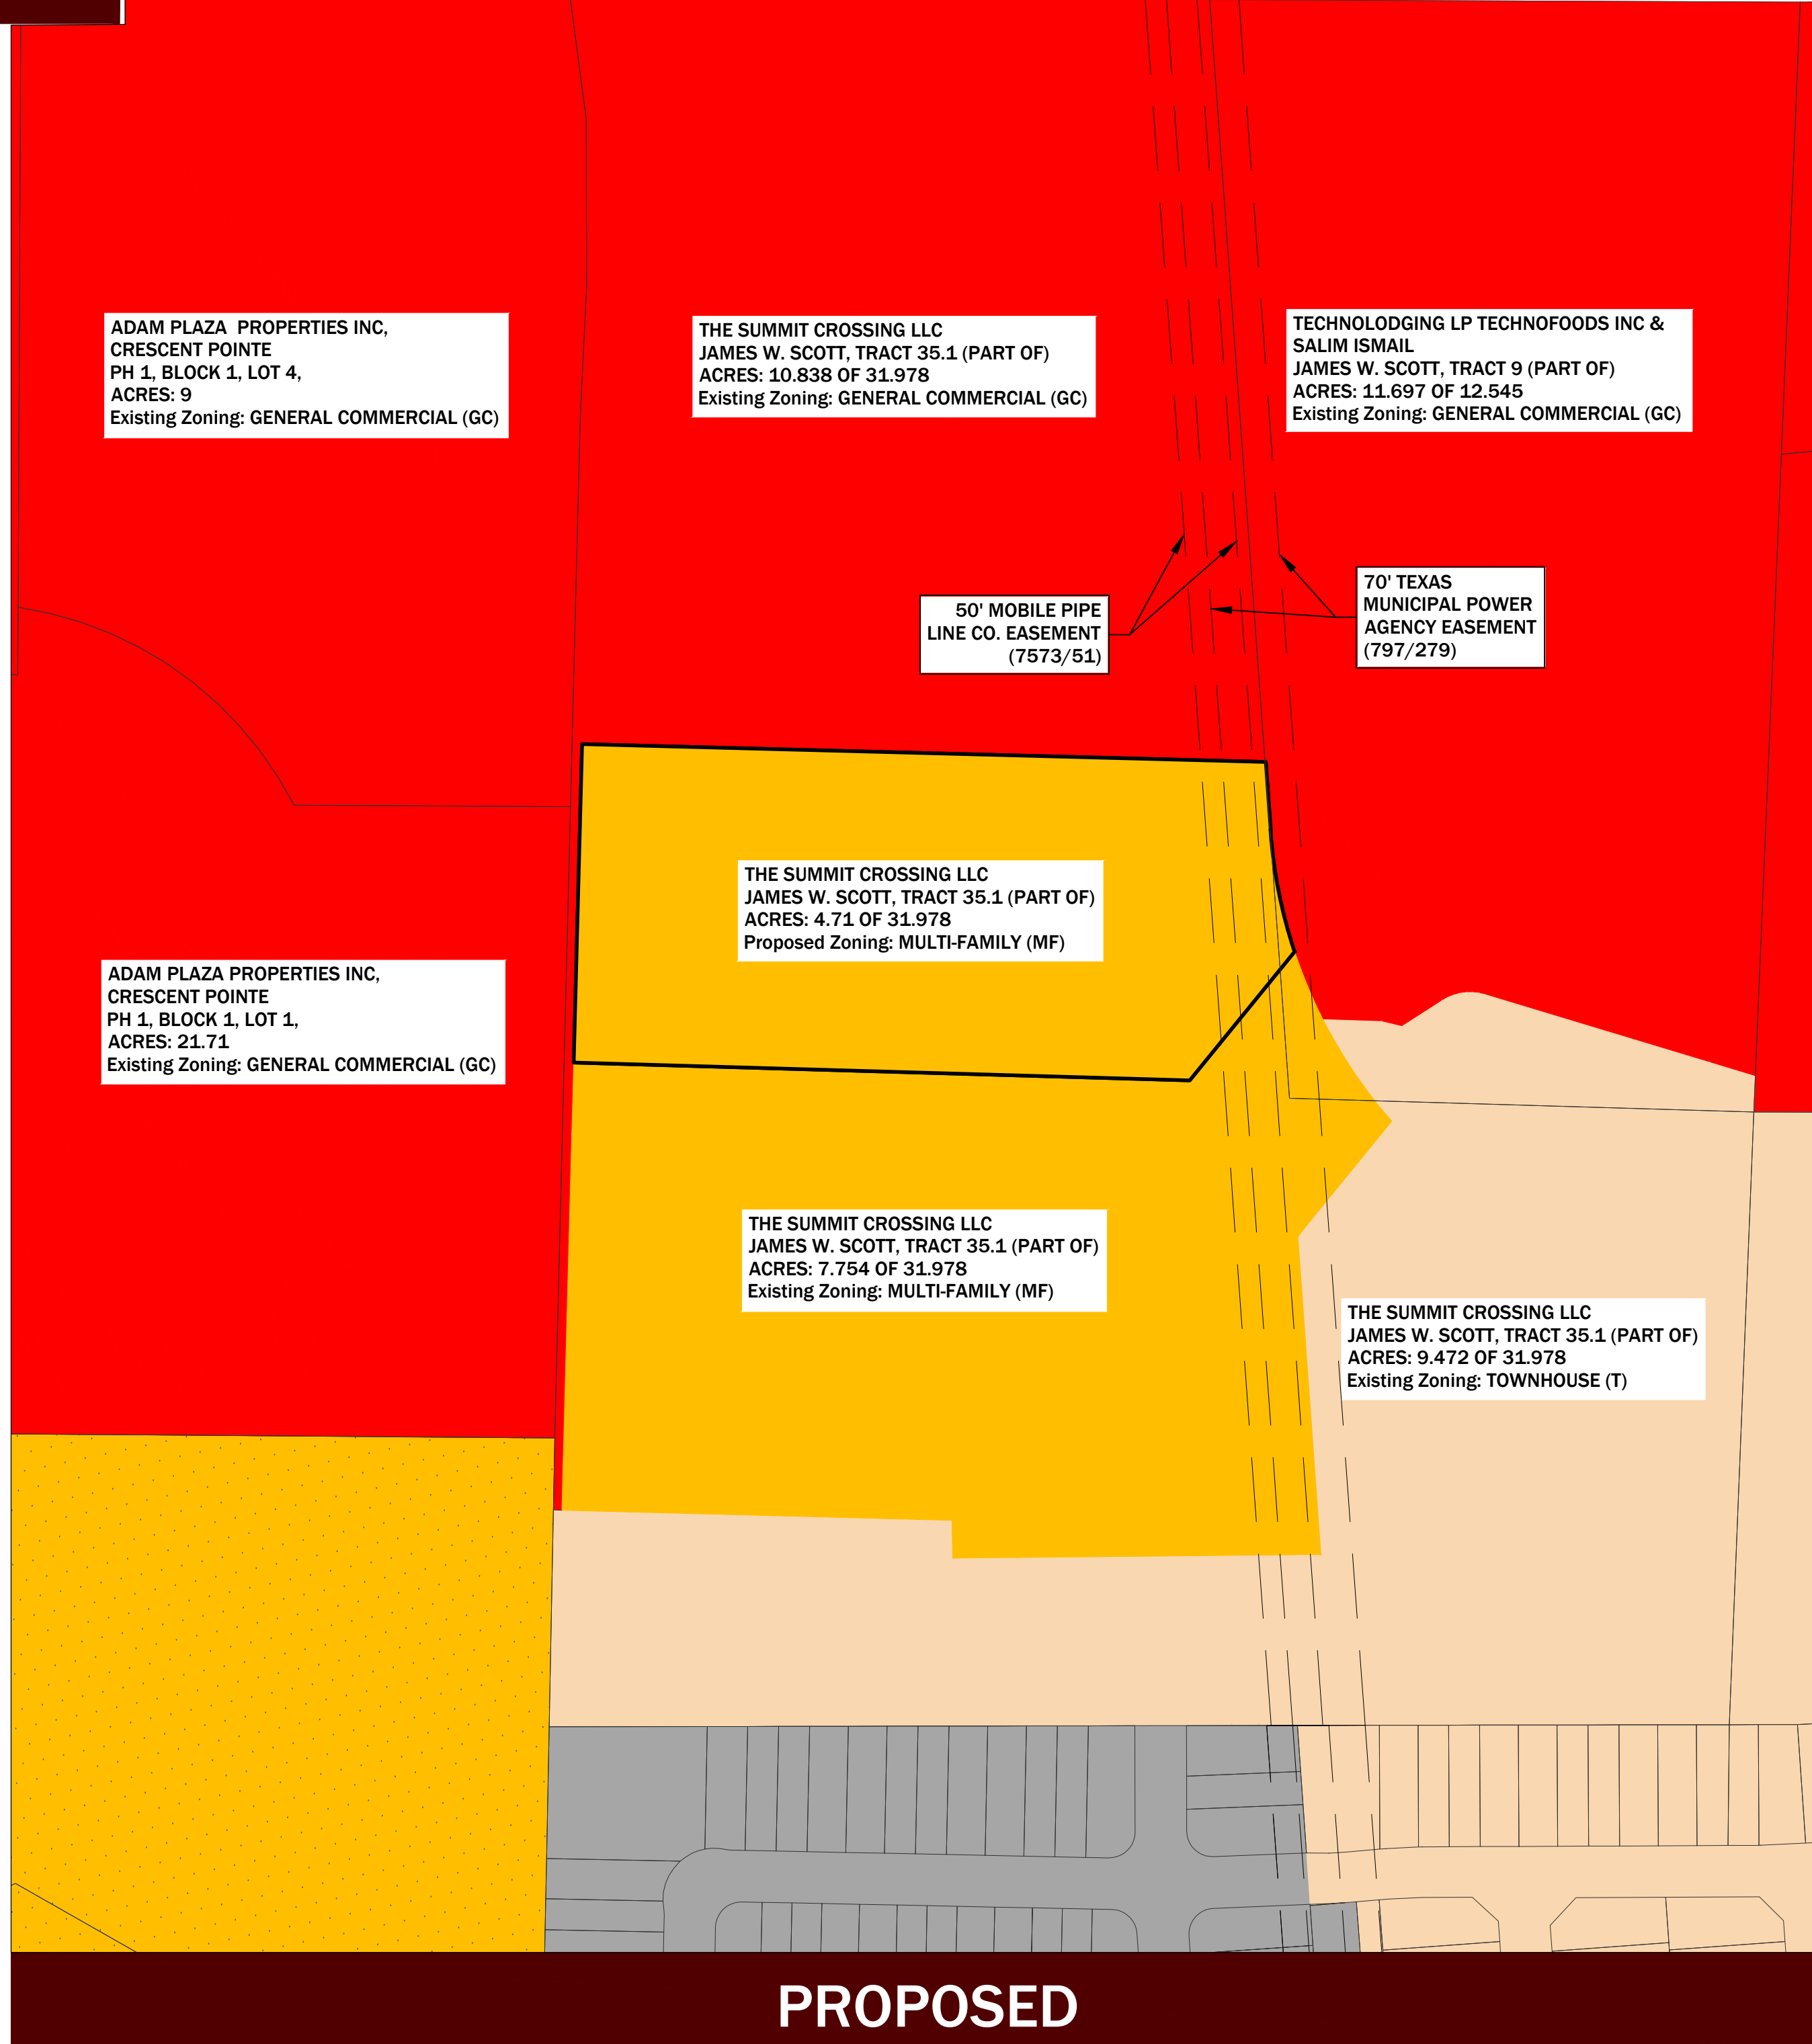 ADAM PLAZA  PROPERTIES INC,
CRESCENT POINTE
PH 1, BLOCK 1, LOT 4,
ACRES: 9
Existing Zoning: GENERAL COMMERCIAL (GC)
THE SUMMIT CROSSING LLC
JAMES W. SCOTT, TRACT 35.1 (PART OF)
ACRES: 10.838 OF 31.978
Existing Zoning: GENERAL COMMERCIAL (GC)
TECHNOLODGING LP TECHNOFOODS INC &
SALIM ISMAIL
JAMES W. SCOTT, TRACT 9 (PART OF)
ACRES: 11.697 OF 12.545
Existing Zoning: GENERAL COMMERCIAL (GC)
50' MOBILE PIPE
LINE CO. EASEMENT
(7573/51)
70' TEXAS
MUNICIPAL POWER
AGENCY EASEMENT
(797/279)
THE SUMMIT CROSSING LLC
JAMES W. SCOTT, TRACT 35.1 (PART OF)
ACRES: 4.71 OF 31.978
Proposed Zoning: MULTI-FAMILY (MF)
ADAM PLAZA PROPERTIES INC,
CRESCENT POINTE
PH 1, BLOCK 1, LOT 1,
ACRES: 21.71
Existing Zoning: GENERAL COMMERCIAL (GC)
THE SUMMIT CROSSING LLC
JAMES W. SCOTT, TRACT 35.1 (PART OF)
ACRES: 7.754 OF 31.978
Existing Zoning: MULTI-FAMILY (MF)
THE SUMMIT CROSSING LLC
JAMES W. SCOTT, TRACT 35.1 (PART OF)
ACRES: 9.472 OF 31.978
Existing Zoning: TOWNHOUSE (T)
PROPOSED